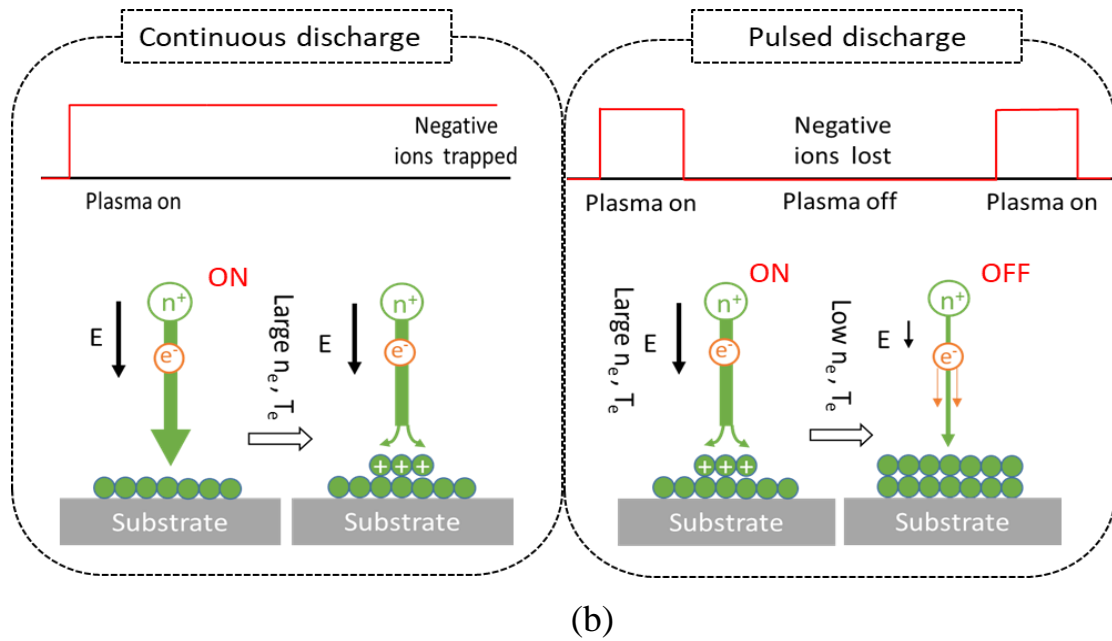 Continuous discharge
Negative
ions trapped
Plasma on
ON
n⁺
e⁻
E
Large nₑ, Tₑ
n⁺
e⁻
E
+ + +
Substrate
Substrate
Pulsed discharge
Negative
ions lost
Plasma on
Plasma off
Plasma on
Large nₑ, Tₑ
ON
n⁺
e⁻
E
+ + +
Low nₑ, Tₑ
OFF
n⁺
e⁻
E
Substrate
Substrate
(b)